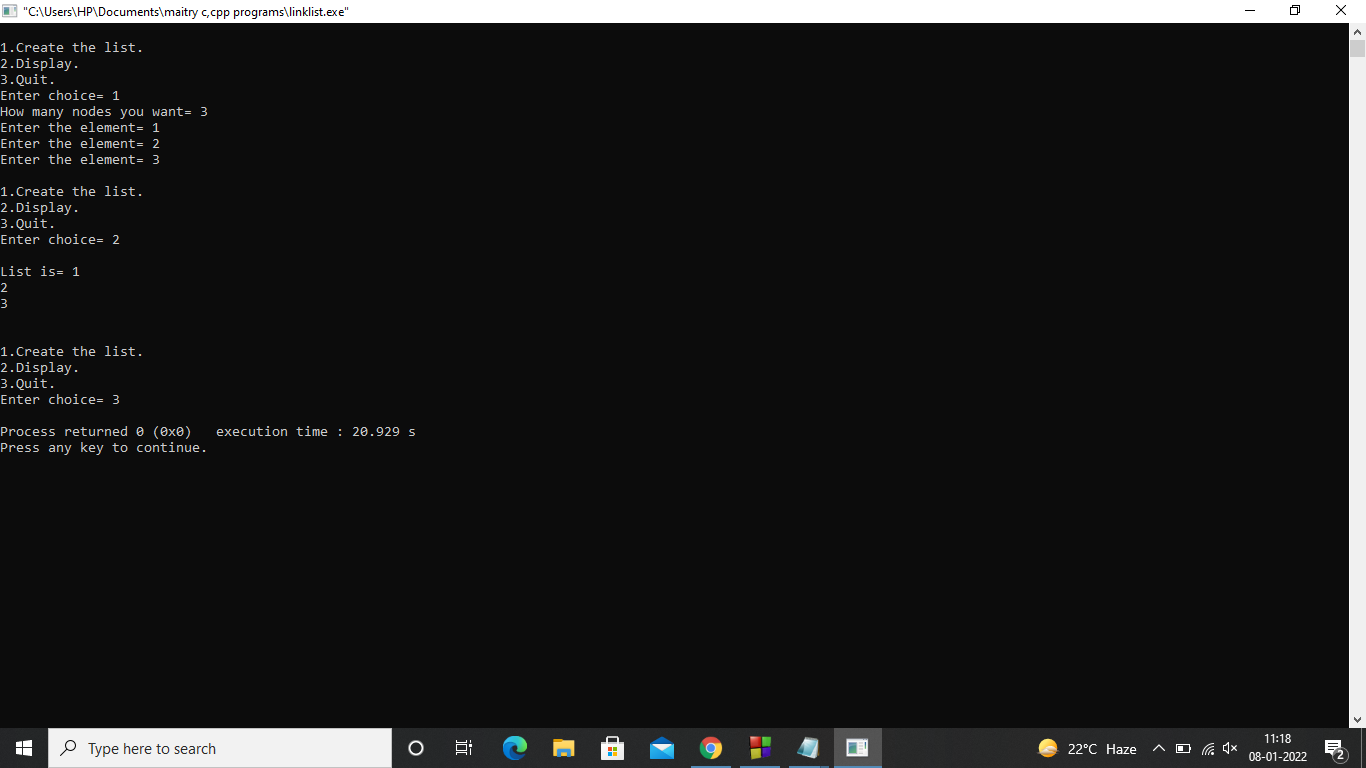 "C:\Users\HP\Documents\maitry c,cpp programs\linklist.exe"
1.Create the list.
2.Display.
3.Quit.
Enter choice= 1
How many nodes you want= 3
Enter the element= 1
Enter the element= 2
Enter the element= 3
1.Create the list.
2.Display.
3.Quit.
Enter choice= 2
List is= 1
2
3
1.Create the list.
2.Display.
3.Quit.
Enter choice= 3
Process returned 0 (0x0)   execution time : 20.929 s
Press any key to continue.
Type here to search
22°C Haze
11:18
08-01-2022
2